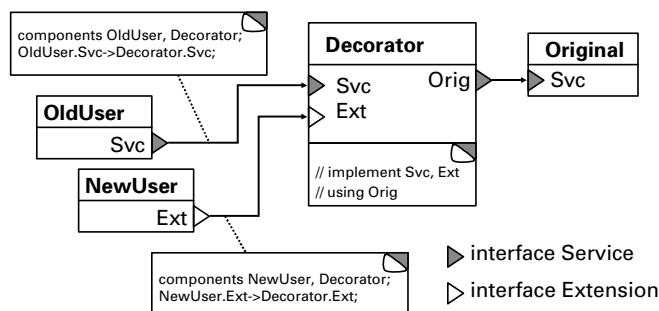 components OldUser, Decorator;
OldUser.Svc->Decorator.Svc;
Decorator
Svc
Ext
Orig
// implement Svc, Ext
// using Orig
Original
Svc
OldUser
Svc
NewUser
Ext
components NewUser, Decorator;
NewUser.Ext->Decorator.Ext;
interface Service
interface Extension